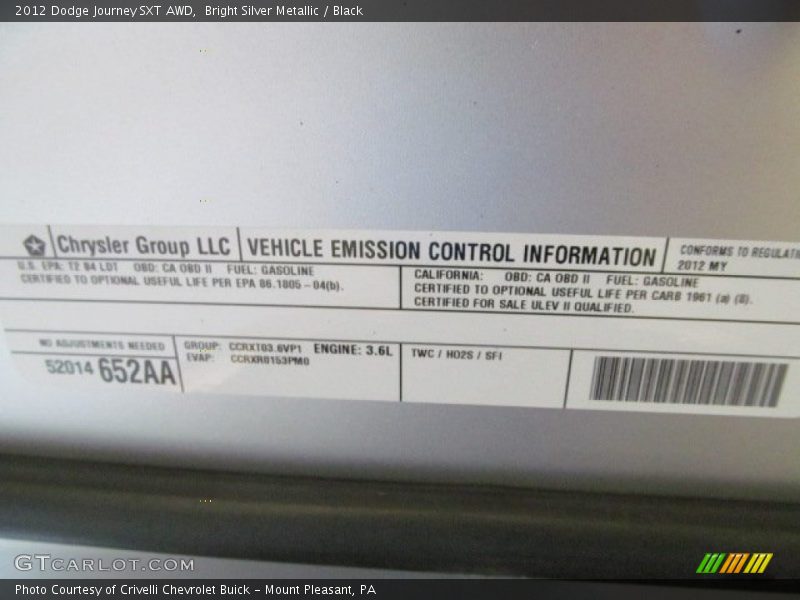 2012 Dodge Journey SXT AWD,  Bright Silver Metallic / Black
Chrysler Group LLC
VEHICLE EMISSION CONTROL INFORMATION
CONFORMS TO REGULATI
2012 MY
U.S. EPA: T2 B4 LDT OBD: CA OBD II FUEL: GASOLINE
CERTIFIED TO OPTIONAL USEFUL LIFE PER EPA 86.1805 - 04(b).
CALIFORNIA: OBD: CA OBD II FUEL: GASOLINE
CERTIFIED TO OPTIONAL USEFUL LIFE PER CARB 1961 (a) (8).
CERTIFIED FOR SALE ULEV II QUALIFIED.
NO ADJUSTMENTS NEEDED
52014 652AA
GROUP: CCRXT03.6VP1 ENGINE: 3.6L
EVAP: CCRXR0153PM0
TWC / HO2S / SFI
GTCARLOT.COM
Photo Courtesy of Crivelli Chevrolet Buick - Mount Pleasant, PA